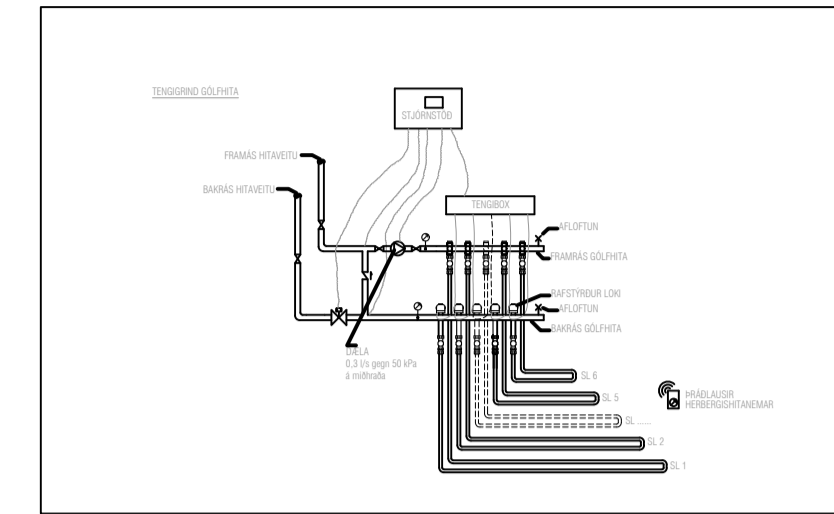 TENGIGRIND GÓLFHITA
STJÓRNSTÖÐ
FRAMÁS HITAVEITU
BAKRÁS HITAVEITU
TENGIBOX
AFLOFTUN
FRAMRÁS GÓLFHITA
RAFSTÝRÐUR LOKI
AFLOFTUN
BAKRÁS GÓLFHITA
DÆLA
0,3 l/s gegn 50 kPa
á miðhraða
SL 6
SL 5
SL ......
SL 2
SL 1
ÞRÁÐLAUSIR
HERBERGISHITANEMAR